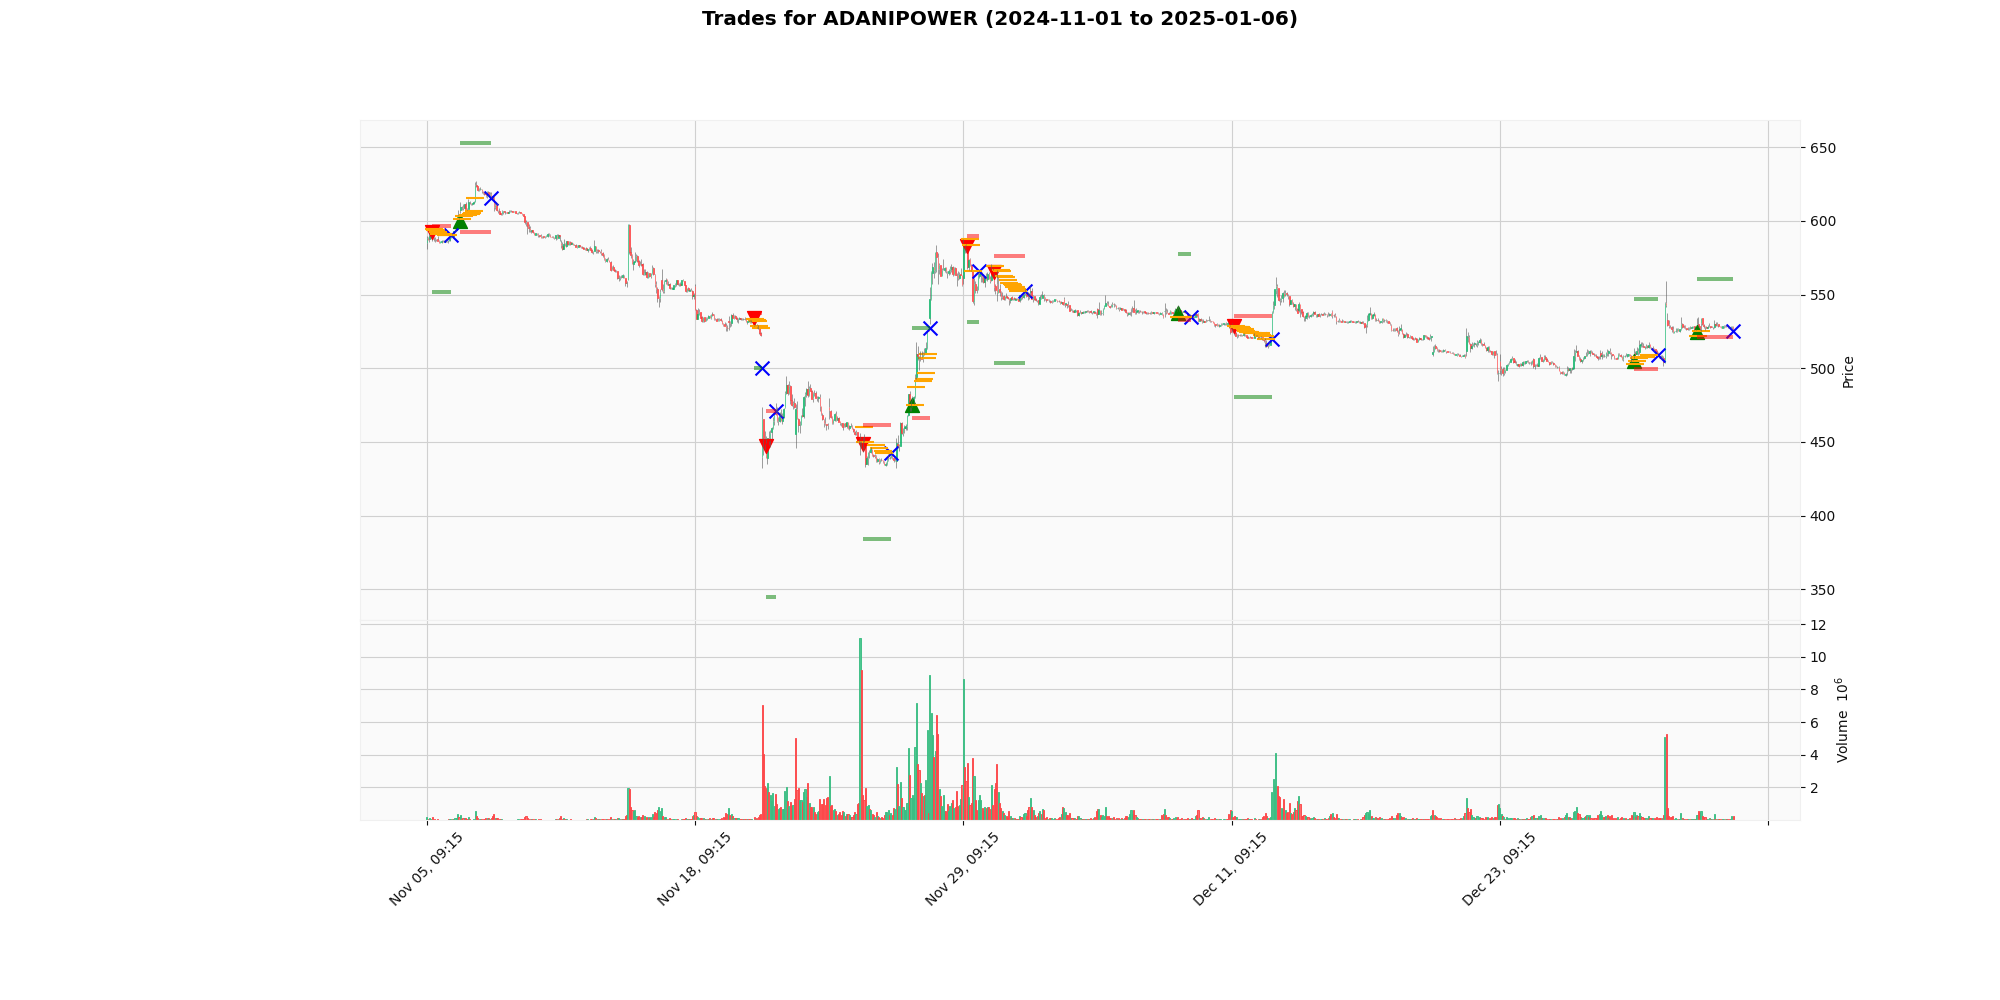 Trades for ADANIPOWER (2024-11-01 to 2025-01-06)
650
600
550
500
450
400
350
Price
12
10
8
6
4
2
Volume 10^6
Nov 05, 09:15
Nov 18, 09:15
Nov 29, 09:15
Dec 11, 09:15
Dec 23, 09:15